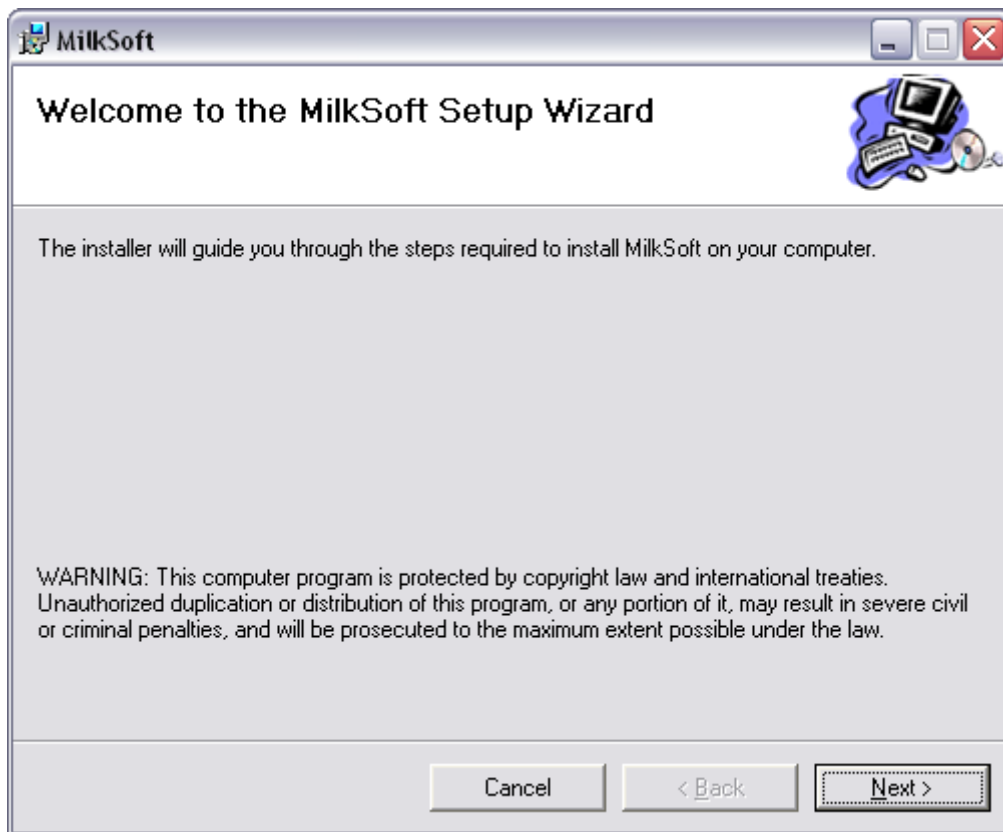 MilkSoft
Welcome to the MilkSoft Setup Wizard
The installer will guide you through the steps required to install MilkSoft on your computer.
WARNING: This computer program is protected by copyright law and international treaties.
Unauthorized duplication or distribution of this program, or any portion of it, may result in severe civil
or criminal penalties, and will be prosecuted to the maximum extent possible under the law.
Cancel < Back Next >